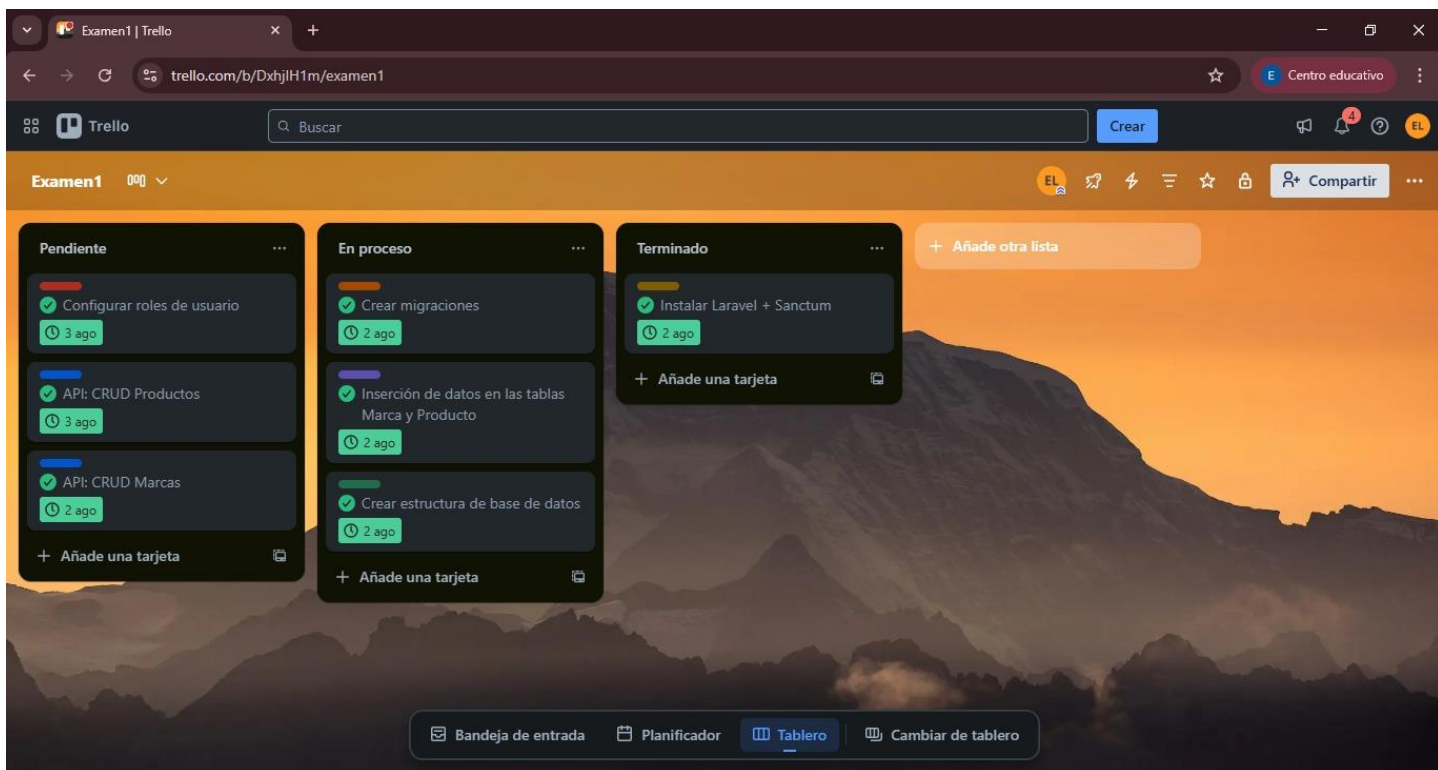 Examen1 | Trello
trello.com/b/DxhjlH1m/examen1
E Centro educativo
Trello
Buscar
Crear
4
EL
Examen1
EL
Compartir
Pendiente
Configurar roles de usuario
3 ago
API: CRUD Productos
3 ago
API: CRUD Marcas
2 ago
+ Añade una tarjeta
En proceso
Crear migraciones
2 ago
Inserción de datos en las tablas
Marca y Producto
2 ago
Crear estructura de base de datos
2 ago
+ Añade una tarjeta
Terminado
Instalar Laravel + Sanctum
2 ago
+ Añade una tarjeta
+ Añade otra lista
Bandeja de entrada
Planificador
Tablero
Cambiar de tablero